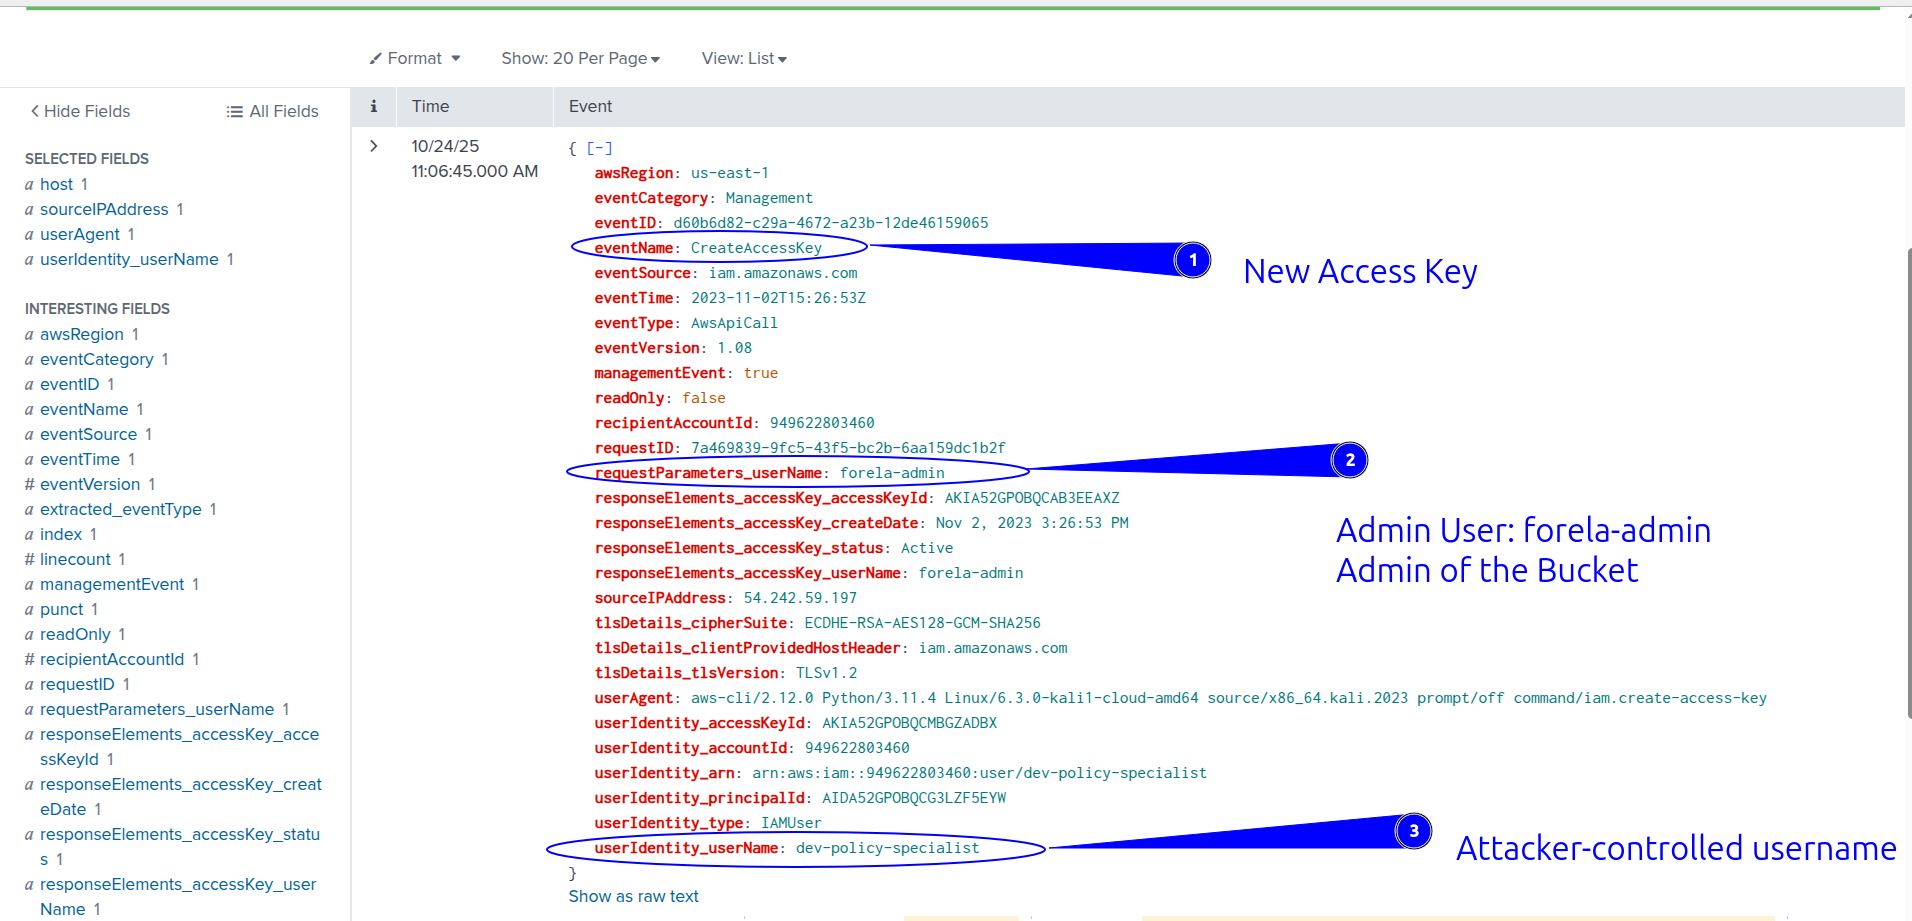 Format
Show: 20 Per Page
View: List
Hide Fields
All Fields
i
Time
Event
SELECTED FIELDS
a host 1
a sourceIPAddress 1
a userAgent 1
a userIdentity_userName 1
INTERESTING FIELDS
a awsRegion 1
a eventCategory 1
a eventID 1
a eventName 1
a eventSource 1
a eventTime 1
# eventVersion 1
a extracted_eventType 1
a index 1
# linecount 1
a managementEvent 1
a punct 1
a readOnly 1
# recipientAccountId 1
a requestID 1
a requestParameters_userName 1
a responseElements_accessKey_acce
ssKeyId 1
a responseElements_accessKey_creat
eDate 1
a responseElements_accessKey_statu
s 1
a responseElements_accessKey_user
Name 1
10/24/25
11:06:45.000 AM
{ [-]
awsRegion: us-east-1
eventCategory: Management
eventID: d60b6d82-c29a-4672-a23b-12de46159065
eventName: CreateAccessKey
eventSource: iam.amazonaws.com
eventTime: 2023-11-02T15:26:53Z
eventType: AwsApiCall
eventVersion: 1.08
managementEvent: true
readOnly: false
recipientAccountId: 949622803460
requestID: 7a469839-9fc5-43f5-bc2b-6aa159dc1b2f
requestParameters_userName: forela-admin
responseElements_accessKey_accessKeyId: AKIA52GPOBQCAB3EEAXZ
responseElements_accessKey_createDate: Nov 2, 2023 3:26:53 PM
responseElements_accessKey_status: Active
responseElements_accessKey_userName: forela-admin
sourceIPAddress: 54.242.59.197
tlsDetails_cipherSuite: ECDHE-RSA-AES128-GCM-SHA256
tlsDetails_clientProvidedHostHeader: iam.amazonaws.com
tlsDetails_tlsVersion: TLSv1.2
userAgent: aws-cli/2.12.0 Python/3.11.4 Linux/6.3.0-kali1-cloud-amd64 source/x86_64.kali.2023 prompt/off command/iam.create-access-key
userIdentity_accessKeyId: AKIA52GPOBQCMBGZADBX
userIdentity_accountId: 949622803460
userIdentity_arn: arn:aws:iam::949622803460:user/dev-policy-specialist
userIdentity_principalId: AIDA52GPOBQCG3LZF5EYW
userIdentity_type: IAMUser
userIdentity_userName: dev-policy-specialist
}
Show as raw text
1
New Access Key
2
Admin User: forela-admin
Admin of the Bucket
3
Attacker-controlled username